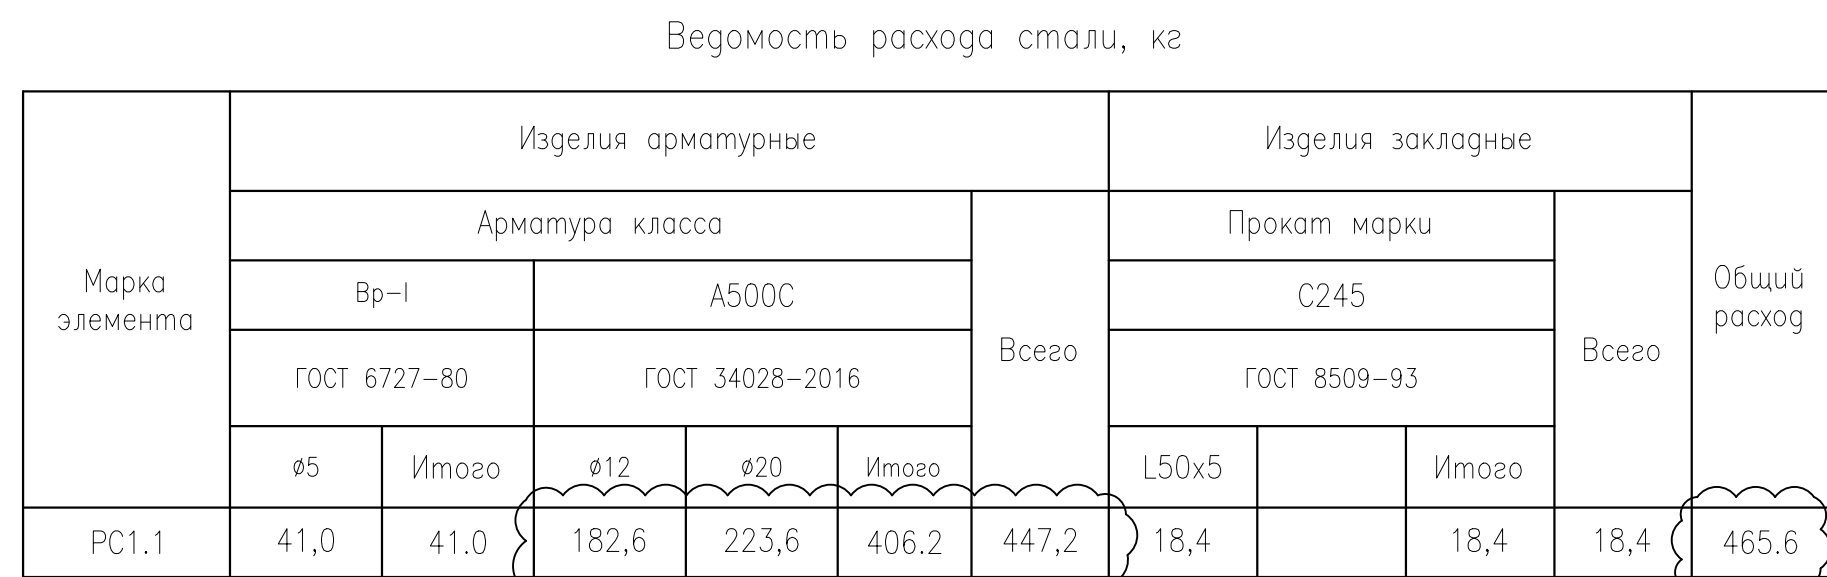 Ведомость расхода стали, кг
Изделия арматурные
Изделия закладные
Арматура класса
Прокат марки
Марка
элемента
Вр-I
А500С
С245
Общий
расход
Всего
Всего
ГОСТ 6727-80
ГОСТ 34028-2016
ГОСТ 8509-93
ø5
Итого
ø12
ø20
Итого
L50x5
Итого
РС1.1
41,0
41.0
182,6
223,6
406.2
447,2
18,4
18,4
18,4
465.6